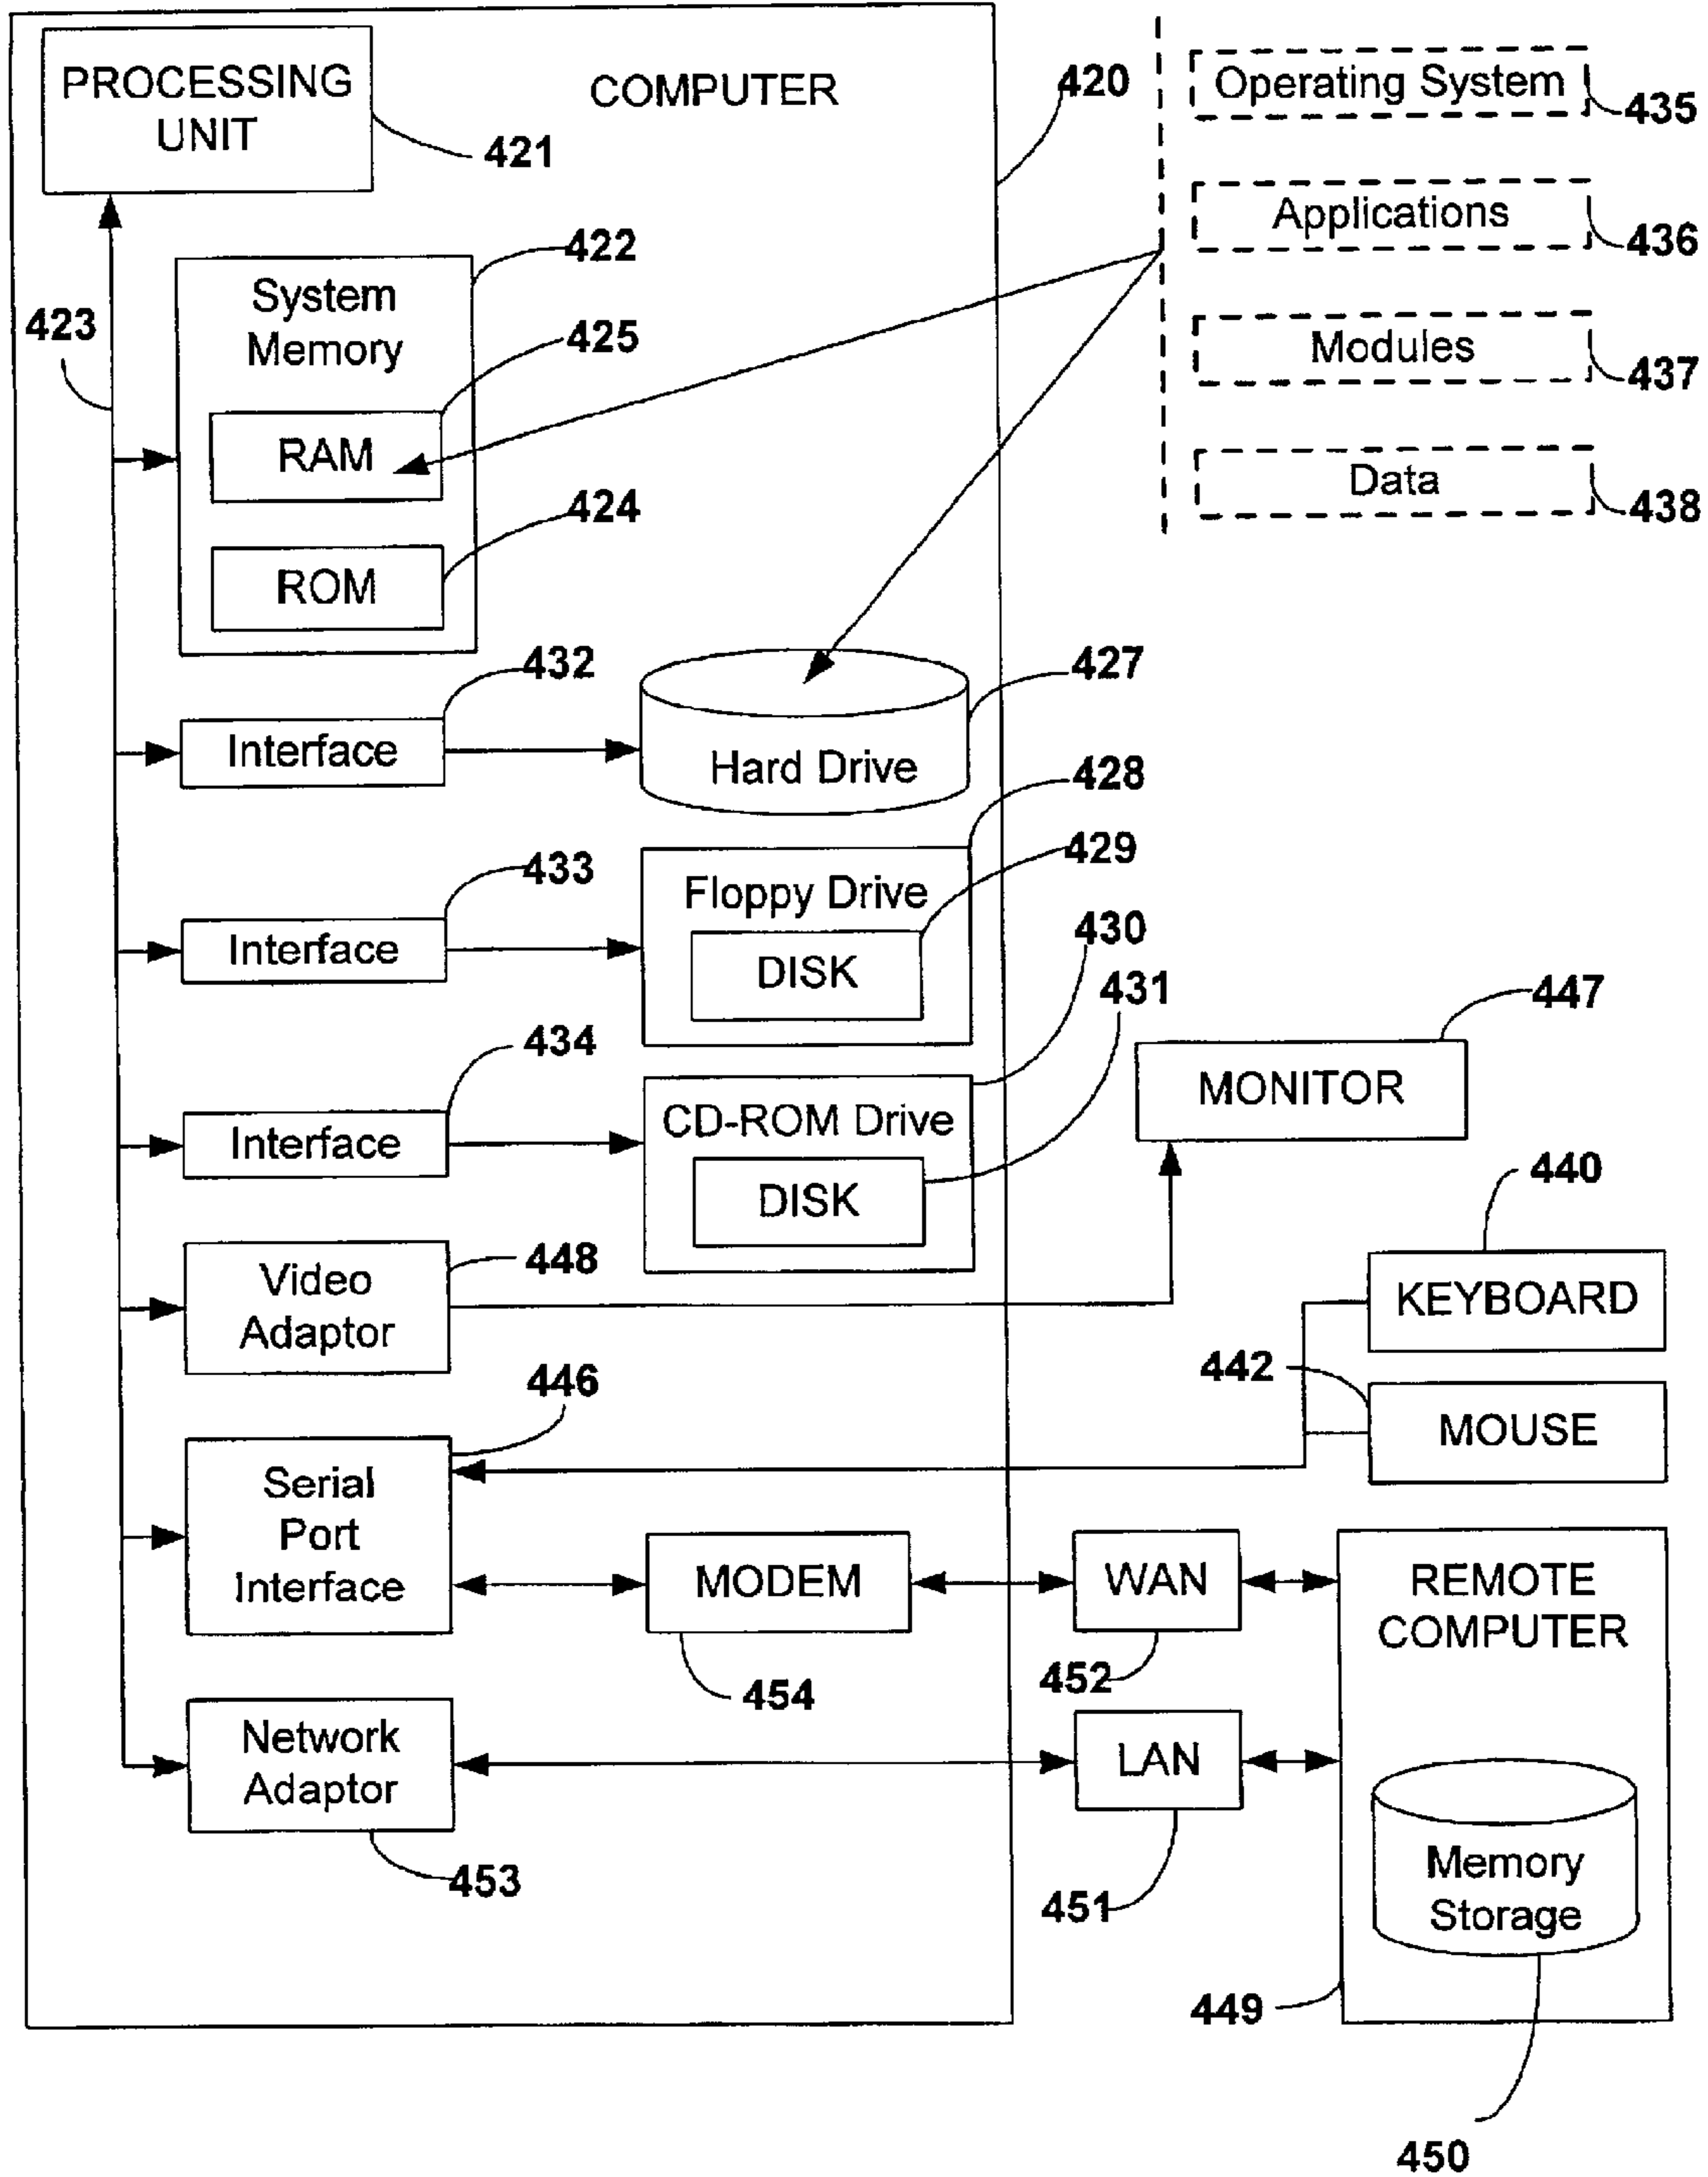 PROCESSING
UNIT
421
COMPUTER
420
Operating System
435
Applications
436
Modules
437
Data
438
423
422
System
Memory
425
RAM
424
ROM
432
Interface
427
Hard Drive
433
Interface
428
Floppy Drive
429
DISK
434
Interface
430
CD-ROM Drive
431
DISK
447
MONITOR
448
Video
Adaptor
440
KEYBOARD
442
MOUSE
446
Serial
Port
Interface
MODEM
454
WAN
452
REMOTE
COMPUTER
Network
Adaptor
453
LAN
451
Memory
Storage
449
450